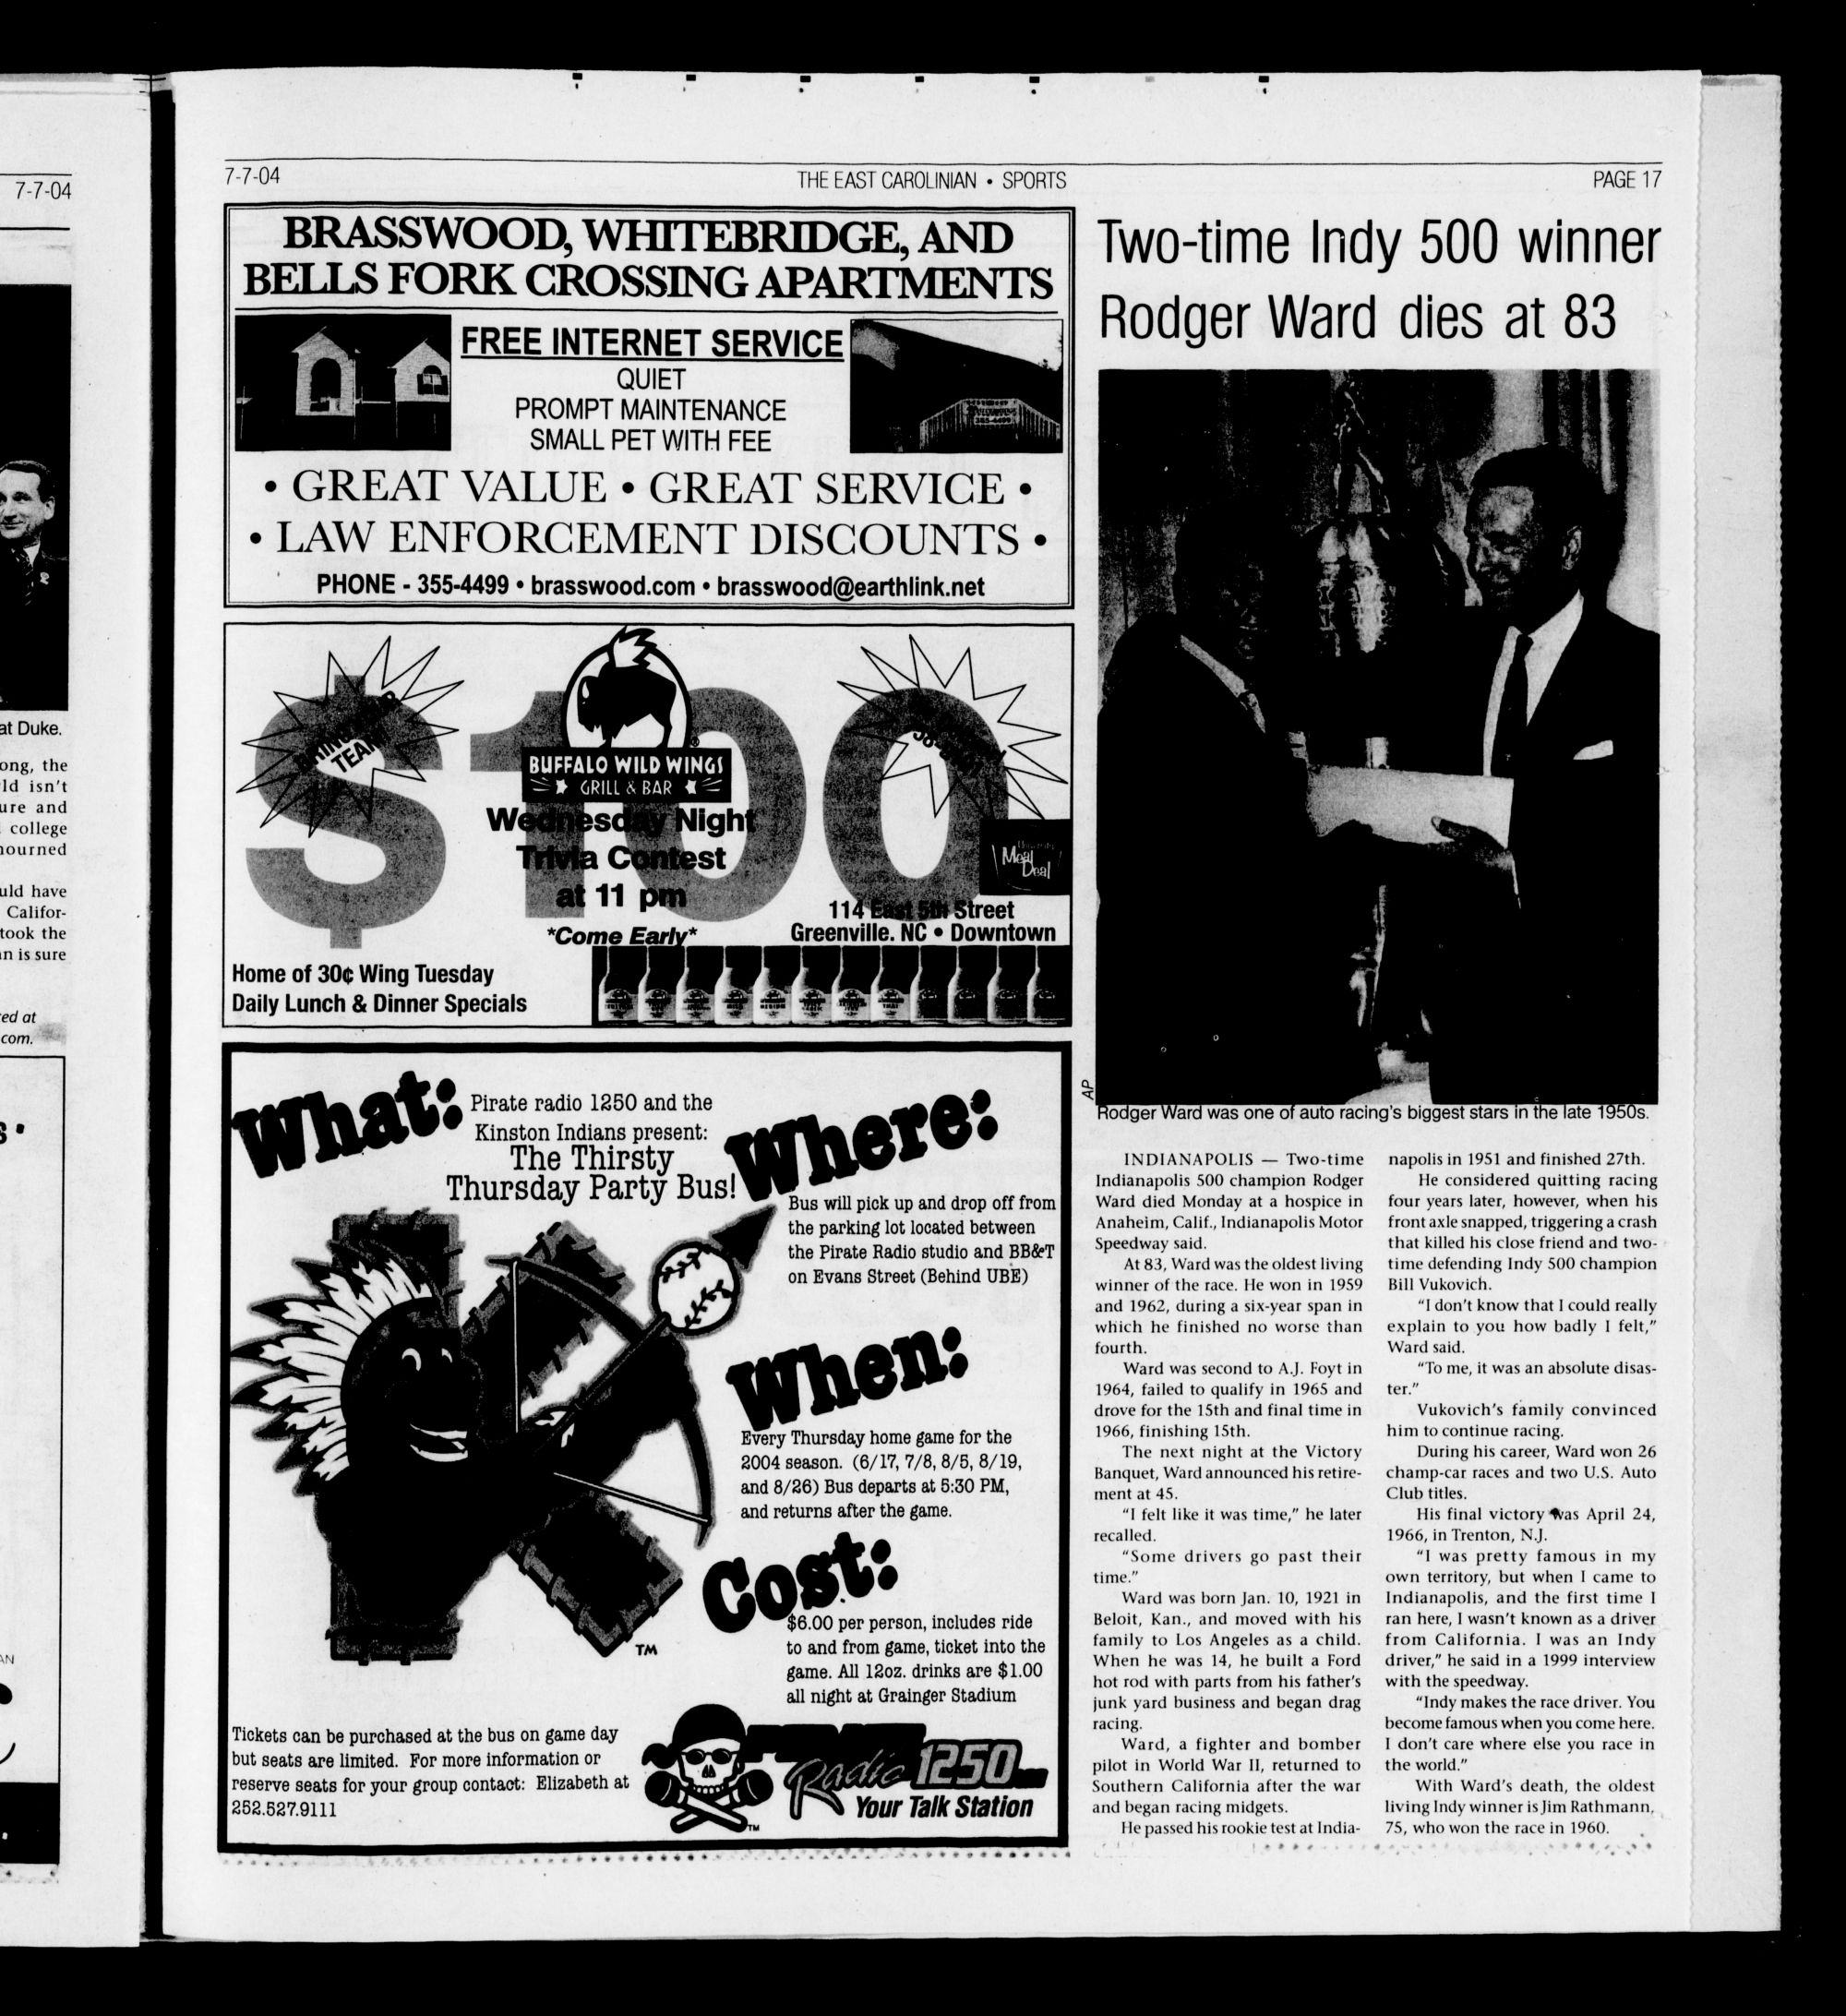 7-7-04
at Duke.
ong, the
ld isn't
ure and
college
ourned
uld have
Califor-
took the
n is sure
ed at
com.
7-7-04
THE EAST CAROLINIAN • SPORTS
PAGE 17
BRASSWOOD, WHITEBRIDGE, AND
BELLS FORK CROSSING APARTMENTS
FREE INTERNET SERVICE
QUIET
PROMPT MAINTENANCE
SMALL PET WITH FEE
• GREAT VALUE • GREAT SERVICE •
• LAW ENFORCEMENT DISCOUNTS •
PHONE - 355-4499 • brasswood.com • brasswood@earthlink.net
$100
TEAM
BUFFALO WILD WINGS
GRILL & BAR
Wednesday Night
Trivia Contest
at 11 pm
*Come Early*
Meal
Deal
114 East 5th Street
Greenville, NC • Downtown
Home of 30¢ Wing Tuesday
Daily Lunch & Dinner Specials
What:
Pirate radio 1250 and the
Kinston Indians present:
The Thirsty
Thursday Party Bus!
Where:
Bus will pick up and drop off from
the parking lot located between
the Pirate Radio studio and BB&T
on Evans Street (Behind UBE)
When:
Every Thursday home game for the
2004 season. (6/17, 7/8, 8/5, 8/19,
and 8/26) Bus departs at 5:30 PM,
and returns after the game.
Cost:
$6.00 per person, includes ride
to and from game, ticket into the
game. All 12oz. drinks are $1.00
all night at Grainger Stadium
TM
Tickets can be purchased at the bus on game day
but seats are limited. For more information or
reserve seats for your group contact: Elizabeth at
252.527.9111
Radio 1250
Your Talk Station
TM
Two-time Indy 500 winner
Rodger Ward dies at 83
AP
Rodger Ward was one of auto racing's biggest stars in the late 1950s.
INDIANAPOLIS — Two-time
Indianapolis 500 champion Rodger
Ward died Monday at a hospice in
Anaheim, Calif., Indianapolis Motor
Speedway said.
At 83, Ward was the oldest living
winner of the race. He won in 1959
and 1962, during a six-year span in
which he finished no worse than
fourth.
Ward was second to A.J. Foyt in
1964, failed to qualify in 1965 and
drove for the 15th and final time in
1966, finishing 15th.
The next night at the Victory
Banquet, Ward announced his retire-
ment at 45.
"I felt like it was time," he later
recalled.
"Some drivers go past their
time."
Ward was born Jan. 10, 1921 in
Beloit, Kan., and moved with his
family to Los Angeles as a child.
When he was 14, he built a Ford
hot rod with parts from his father's
junk yard business and began drag
racing.
Ward, a fighter and bomber
pilot in World War II, returned to
Southern California after the war
and began racing midgets.
He passed his rookie test at India-
napolis in 1951 and finished 27th.
He considered quitting racing
four years later, however, when his
front axle snapped, triggering a crash
that killed his close friend and two-
time defending Indy 500 champion
Bill Vukovich.
"I don't know that I could really
explain to you how badly I felt,"
Ward said.
"To me, it was an absolute disas-
ter."
Vukovich's family convinced
him to continue racing.
During his career, Ward won 26
champ-car races and two U.S. Auto
Club titles.
His final victory was April 24,
1966, in Trenton, N.J.
"I was pretty famous in my
own territory, but when I came to
Indianapolis, and the first time I
ran here, I wasn't known as a driver
from California. I was an Indy
driver," he said in a 1999 interview
with the speedway.
"Indy makes the race driver. You
become famous when you come here.
I don't care where else you race in
the world."
With Ward's death, the oldest
living Indy winner is Jim Rathmann,
75, who won the race in 1960.